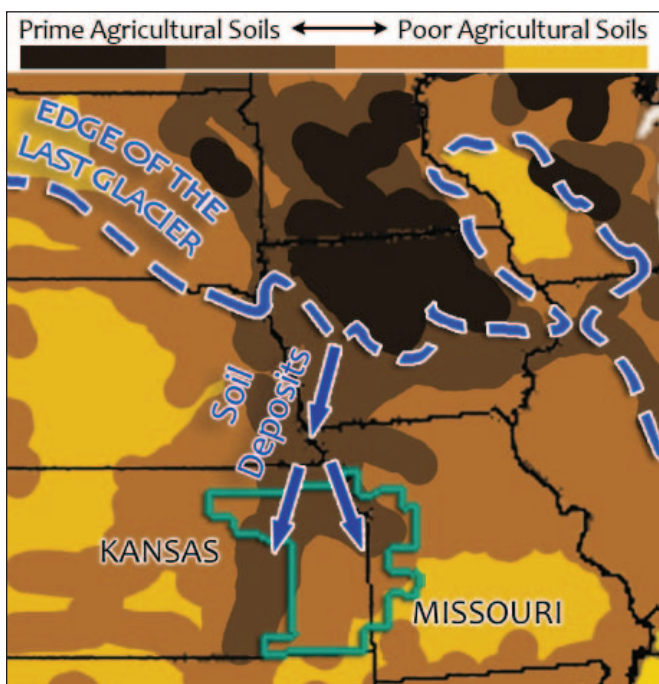 Prime Agricultural Soils ⟷ Poor Agricultural Soils
EDGE OF THE
LAST GLACIER
Soil
Deposits
KANSAS
MISSOURI